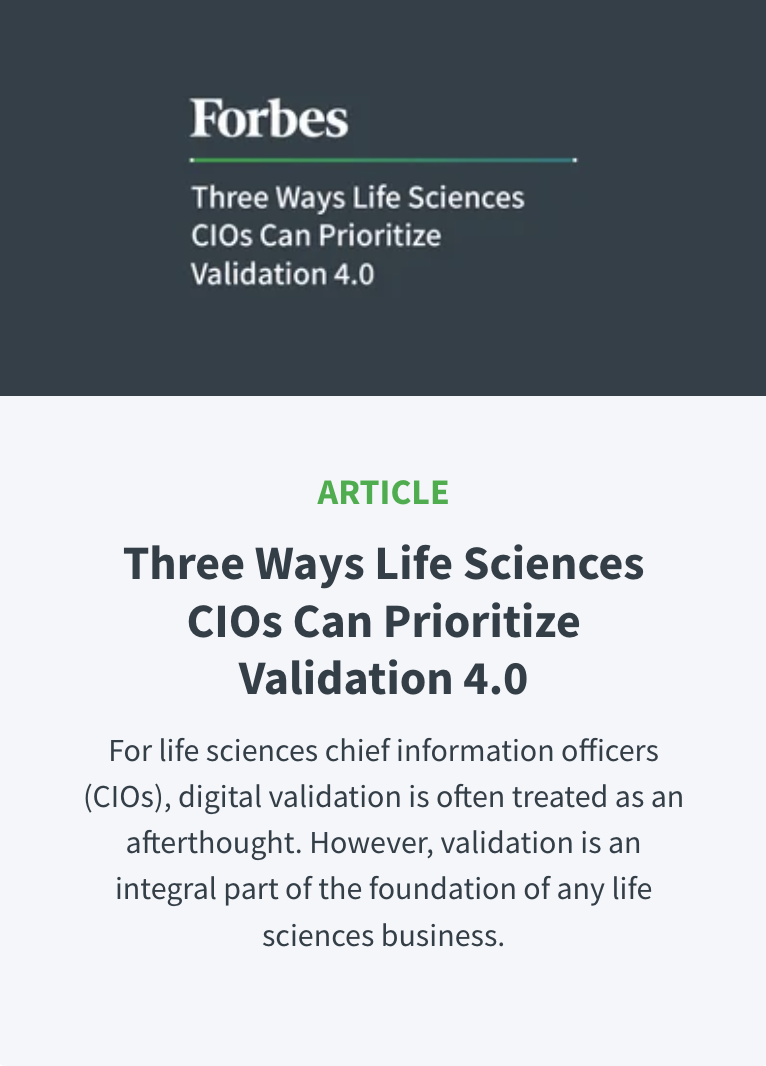 Forbes
Three Ways Life Sciences
CIOs Can Prioritize
Validation 4.0
ARTICLE
Three Ways Life Sciences
CIOs Can Prioritize
Validation 4.0
For life sciences chief information officers
(CIOs), digital validation is often treated as an
afterthought. However, validation is an
integral part of the foundation of any life
sciences business.